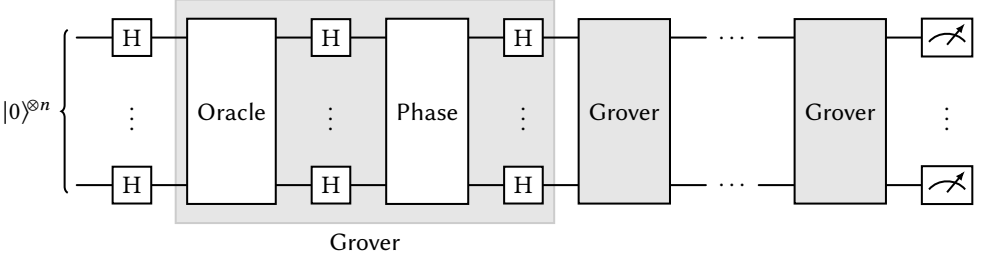 H H H
|0⟩⊗n ⋮ Oracle ⋮ Phase ⋮ Grover ⋯ Grover ⋮
H H H
Grover